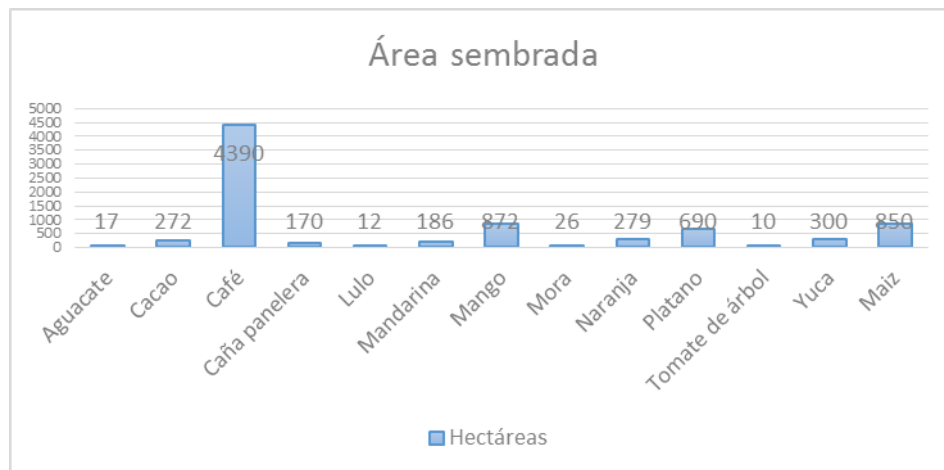 Área sembrada
5000
4500
4000
3500
3000
2500
2000
1500
1000
500
0
17
272
4390
170
12
186
872
26
279
690
10
300
850
Aguacate
Cacao
Café
Caña panelera
Lulo
Mandarina
Mango
Mora
Naranja
Platano
Tomate de árbol
Yuca
Maiz
Hectáreas